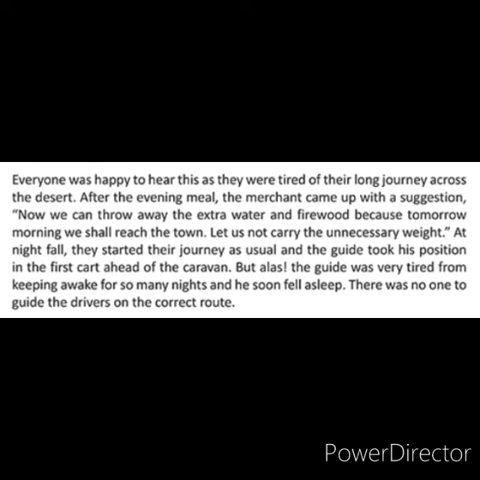 Everyone was happy to hear this as they were tired of their long journey across
the desert. After the evening meal, the merchant came up with a suggestion,
“Now we can throw away the extra water and firewood because tomorrow
morning we shall reach the town. Let us not carry the unnecessary weight.” At
night fall, they started their journey as usual and the guide took his position
in the first cart ahead of the caravan. But alas! the guide was very tired from
keeping awake for so many nights and he soon fell asleep. There was no one to
guide the drivers on the correct route.
PowerDirector